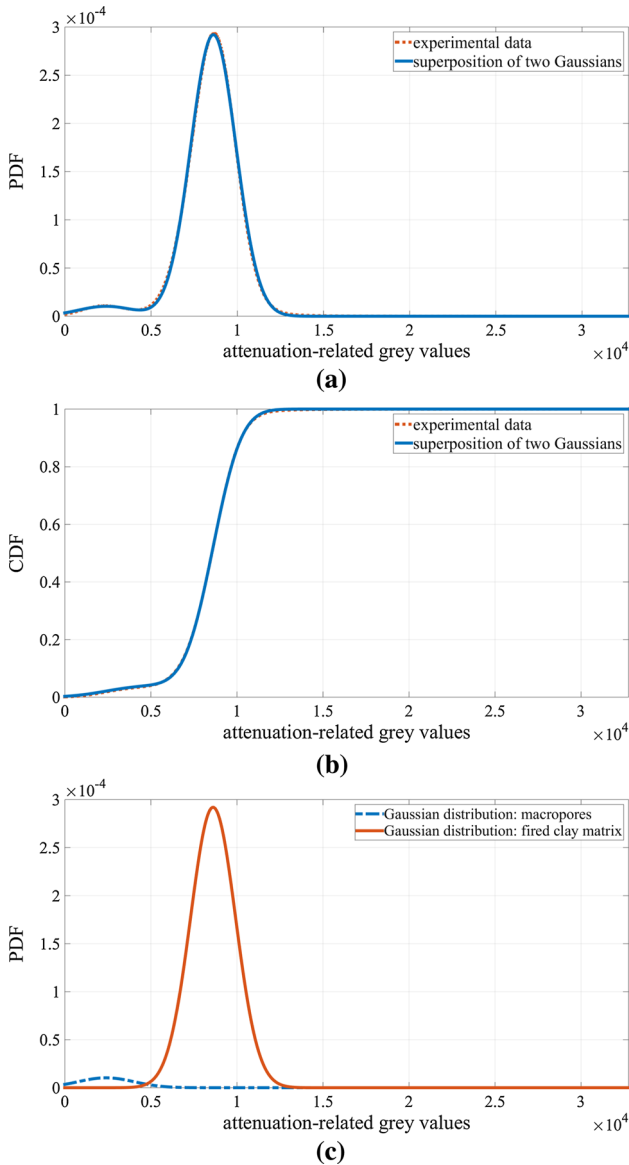 ×10⁻⁴
3
2.5
2
1.5
1
0.5
0
PDF
experimental data
superposition of two Gaussians
0 0.5 1 1.5 2 2.5 3
attenuation-related grey values
×10⁴
(a)
1
0.8
0.6
0.4
0.2
0
CDF
experimental data
superposition of two Gaussians
0 0.5 1 1.5 2 2.5 3
attenuation-related grey values
×10⁴
(b)
×10⁻⁴
3
2.5
2
1.5
1
0.5
0
PDF
Gaussian distribution: macropores
Gaussian distribution: fired clay matrix
0 0.5 1 1.5 2 2.5 3
attenuation-related grey values
×10⁴
(c)